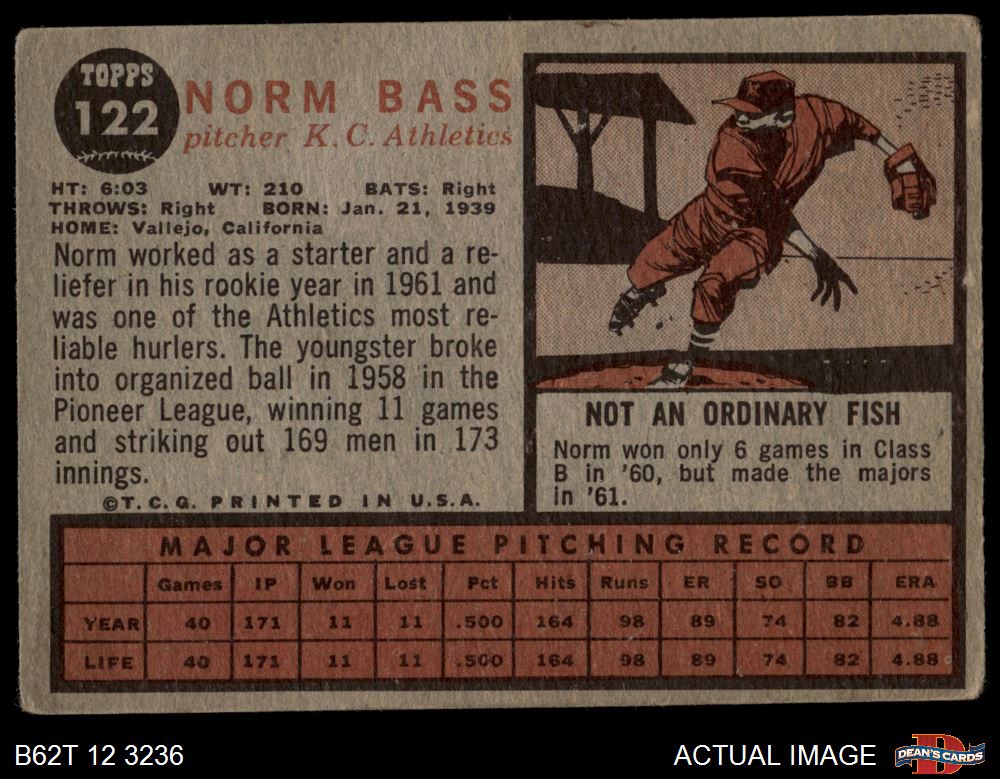 TOPPS
122
NORM BASS
pitcher K. C. Athletics
HT: 6:03 WT: 210 BATS: Right
THROWS: Right BORN: Jan. 21, 1939
HOME: Vallejo, California
Norm worked as a starter and a re-
liefer in his rookie year in 1961 and
was one of the Athletics most re-
liable hurlers. The youngster broke
into organized ball in 1958 in the
Pioneer League, winning 11 games
and striking out 169 men in 173
innings.
©T. C. G. PRINTED IN U. S. A.
NOT AN ORDINARY FISH
Norm won only 6 games in Class
B in '60, but made the majors
in '61.
MAJOR LEAGUE PITCHING RECORD
Games IP Won Lost Pct Hits Runs ER SO BB ERA
YEAR 40 171 11 11 .500 164 98 89 74 82 4.88
LIFE 40 171 11 11 .500 164 98 89 74 82 4.88
B62T 12 3236
ACTUAL IMAGE
DEAN'S CARDS